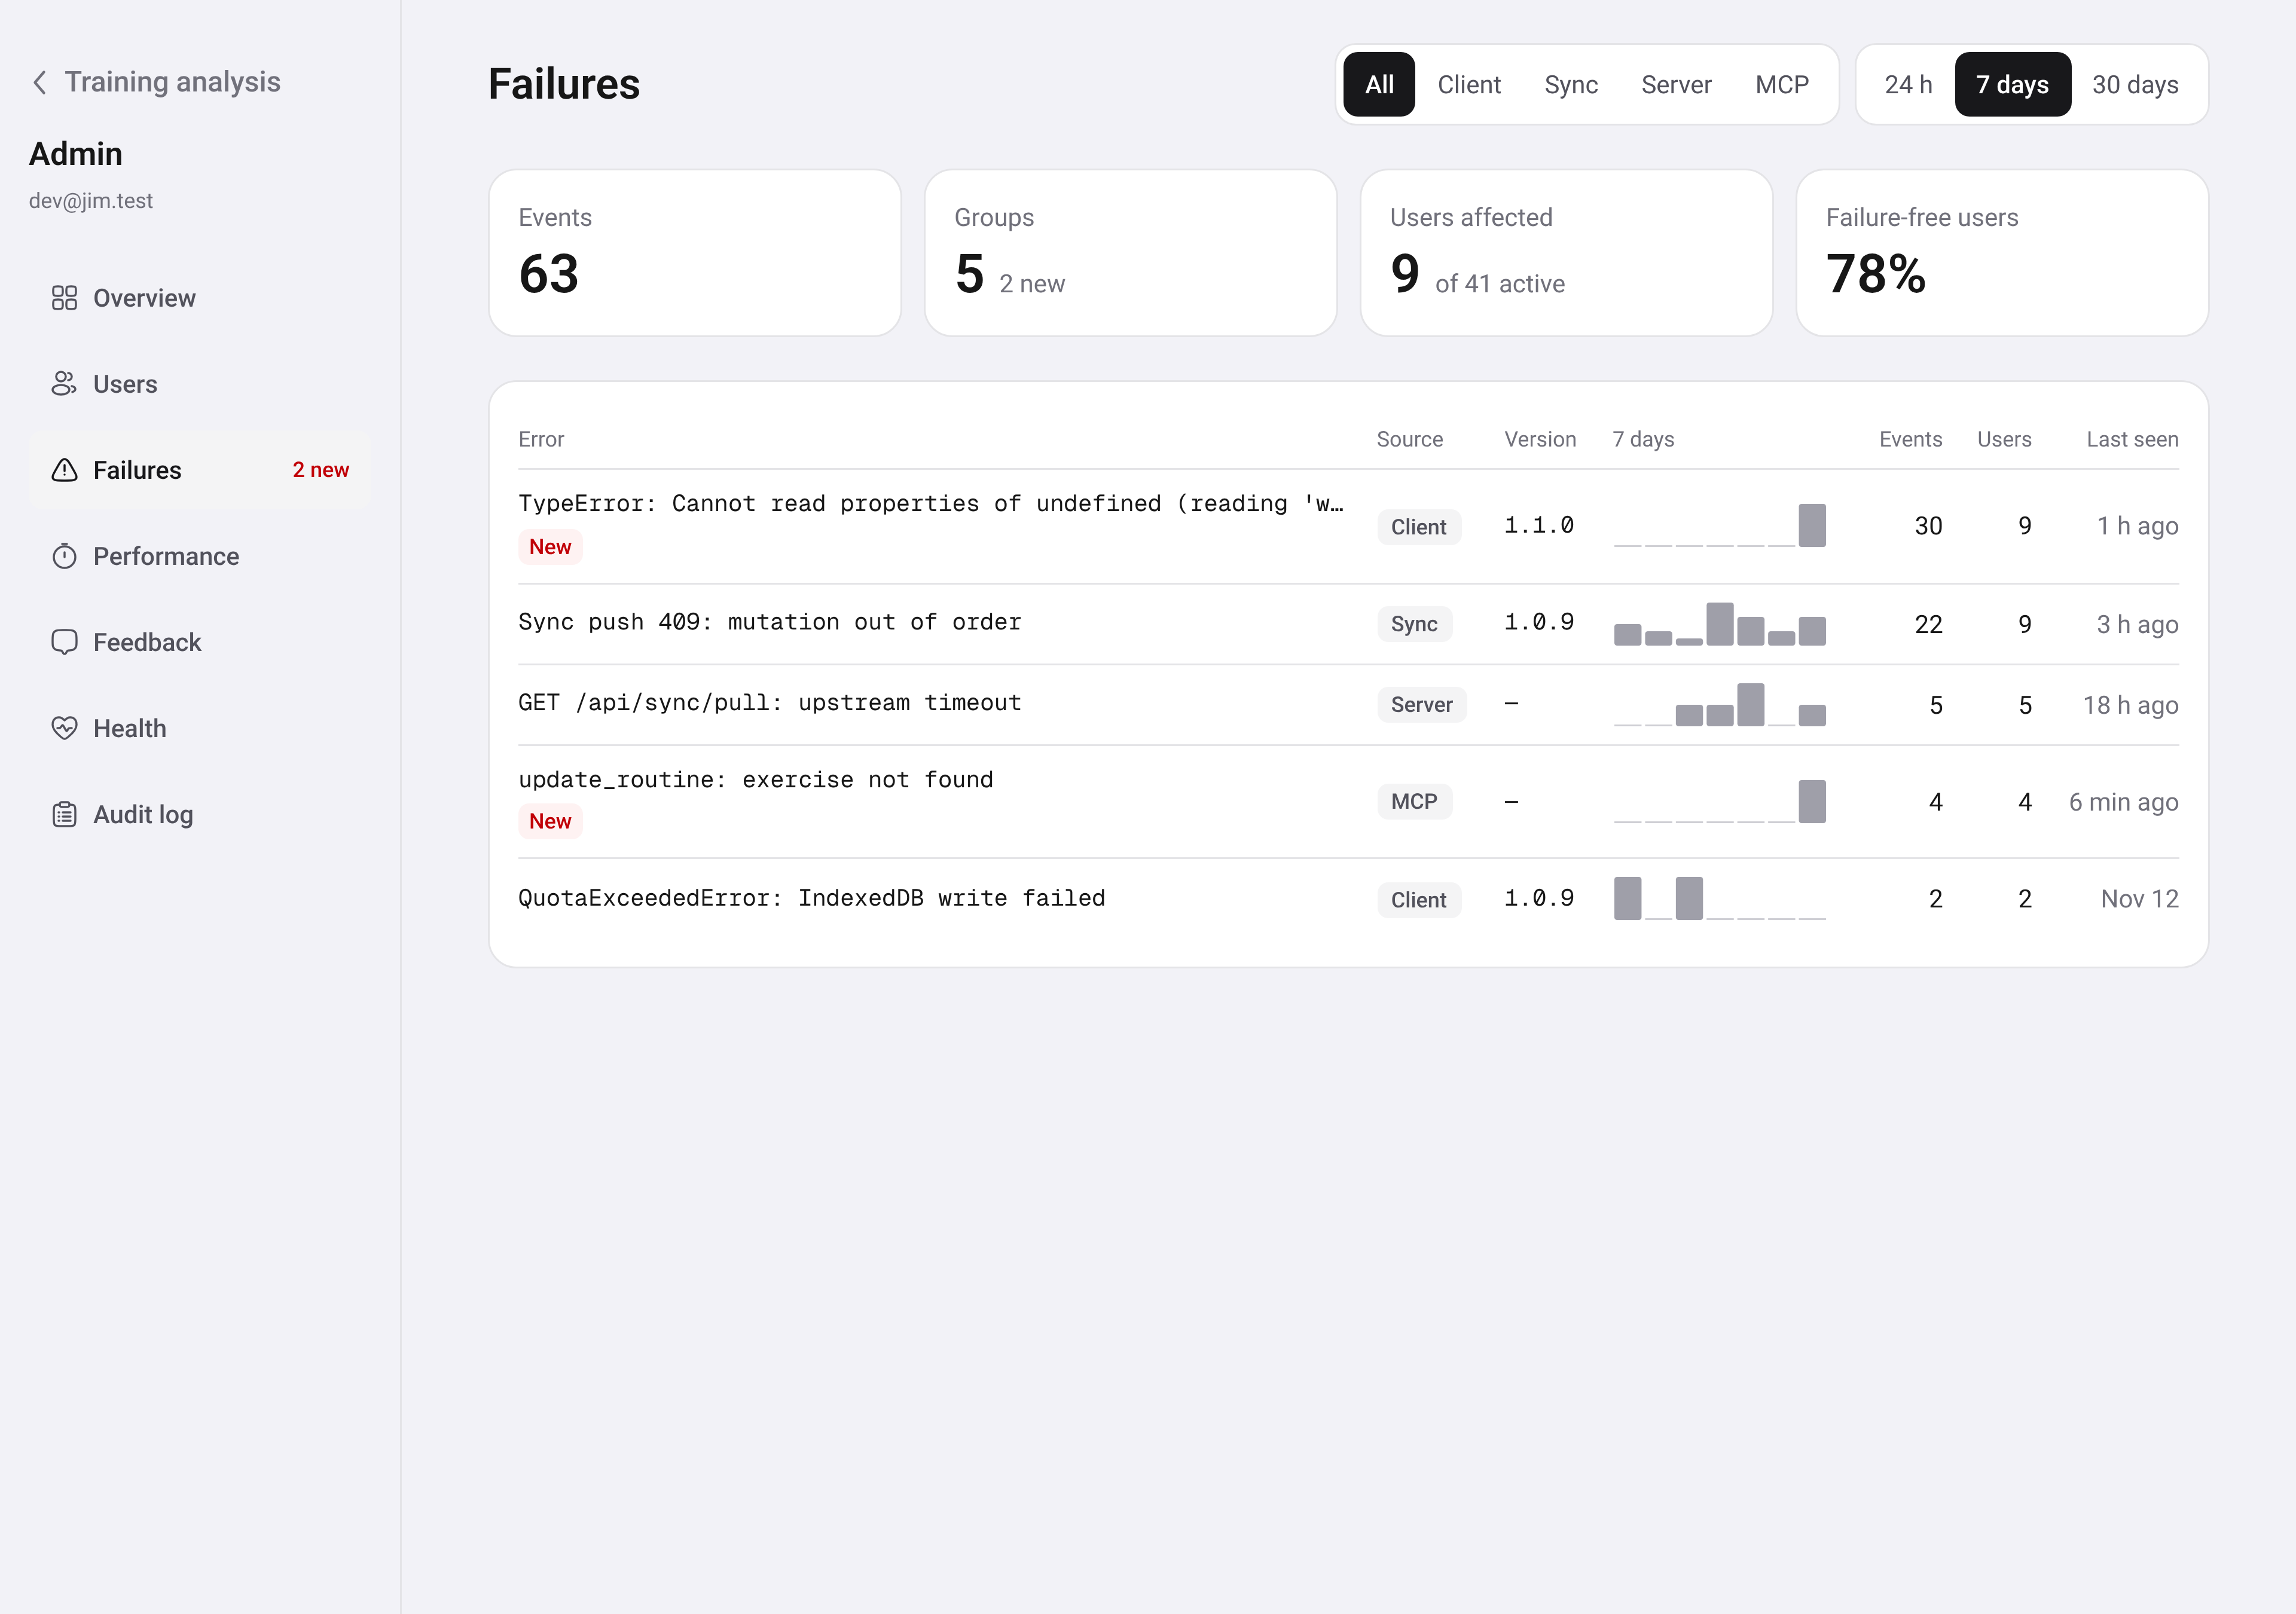 Training analysis
Admin
dev@jim.test
Overview
Users
Failures 2 new
Performance
Feedback
Health
Audit log
Failures
All Client Sync Server MCP
24 h 7 days 30 days
Events
63
Groups
5 2 new
Users affected
9 of 41 active
Failure-free users
78%
Error Source Version 7 days Events Users Last seen
TypeError: Cannot read properties of undefined (reading 'w…
New
Client 1.1.0 30 9 1 h ago
Sync push 409: mutation out of order Sync 1.0.9 22 9 3 h ago
GET /api/sync/pull: upstream timeout Server – 5 5 18 h ago
update_routine: exercise not found
New
MCP – 4 4 6 min ago
QuotaExceededError: IndexedDB write failed Client 1.0.9 2 2 Nov 12